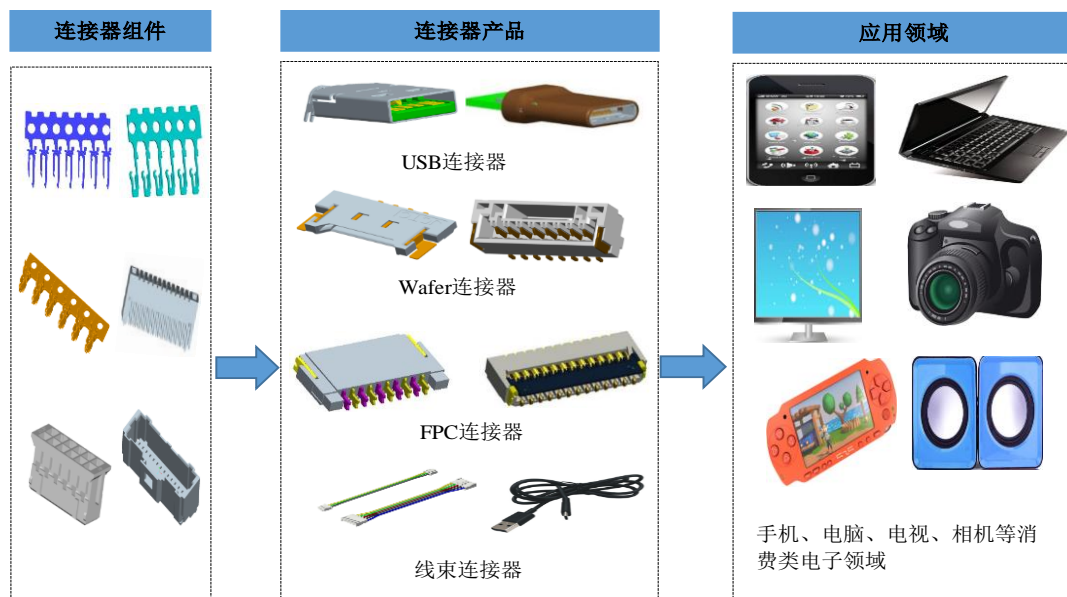 连接器组件
连接器产品
应用领域
USB连接器
Wafer连接器
FPC连接器
线束连接器
手机、电脑、电视、相机等消
费类电子领域